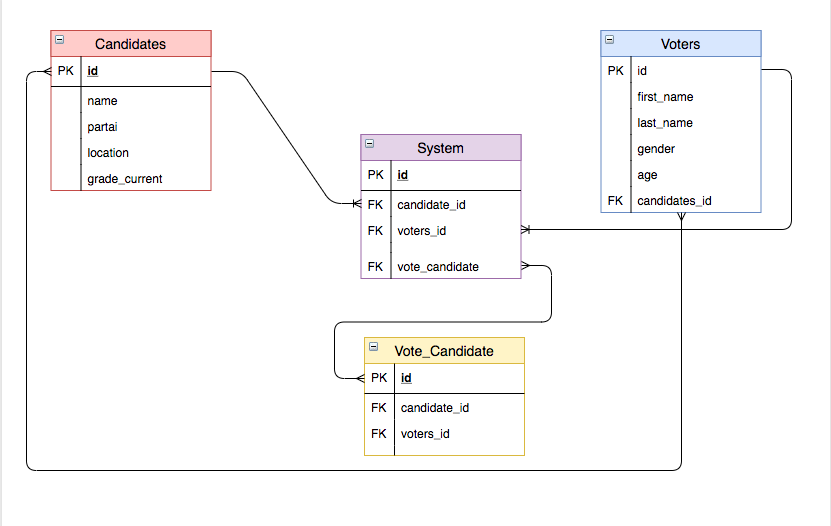 Candidates
PK id
name
partai
location
grade_current
System
PK id
FK candidate_id
FK voters_id
FK vote_candidate
Voters
PK id
first_name
last_name
gender
age
FK candidates_id
Vote_Candidate
PK id
FK candidate_id
FK voters_id